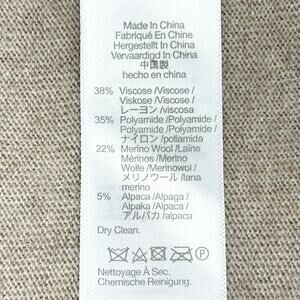 Made In China
Fabriqué En Chine
Hergestellt In China
Vervaardigd In China
中国製
hecho en china
38% Viscose/Viscose/
Viskose /Viscose/
レーヨン/viscosa
35% Polyamide/Polyamide/
Polyamide /Polyamide/
ナイロン/poliamida
22% Merino Wool /Laine
Mérinos /Merino
Wolle /Merinowol /
メリノウール /lana
merino
5% Alpaca /Alpaga/
Alpaka /Alpaca /
アルパカ /alpaca
Dry Clean.
P
Nettoyage À Sec.
Chemische Reinigung.